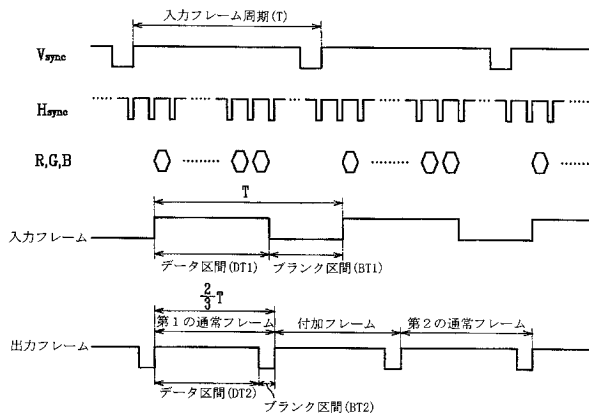 入力フレーム周期(T)
Vsync
Hsync
R,G,B
T
入力フレーム
データ区間(DT1)
ブランク区間(BT1)
2/3 T
第1の通常フレーム
付加フレーム
第2の通常フレーム
出力フレーム
データ区間(DT2)
ブランク区間(BT2)